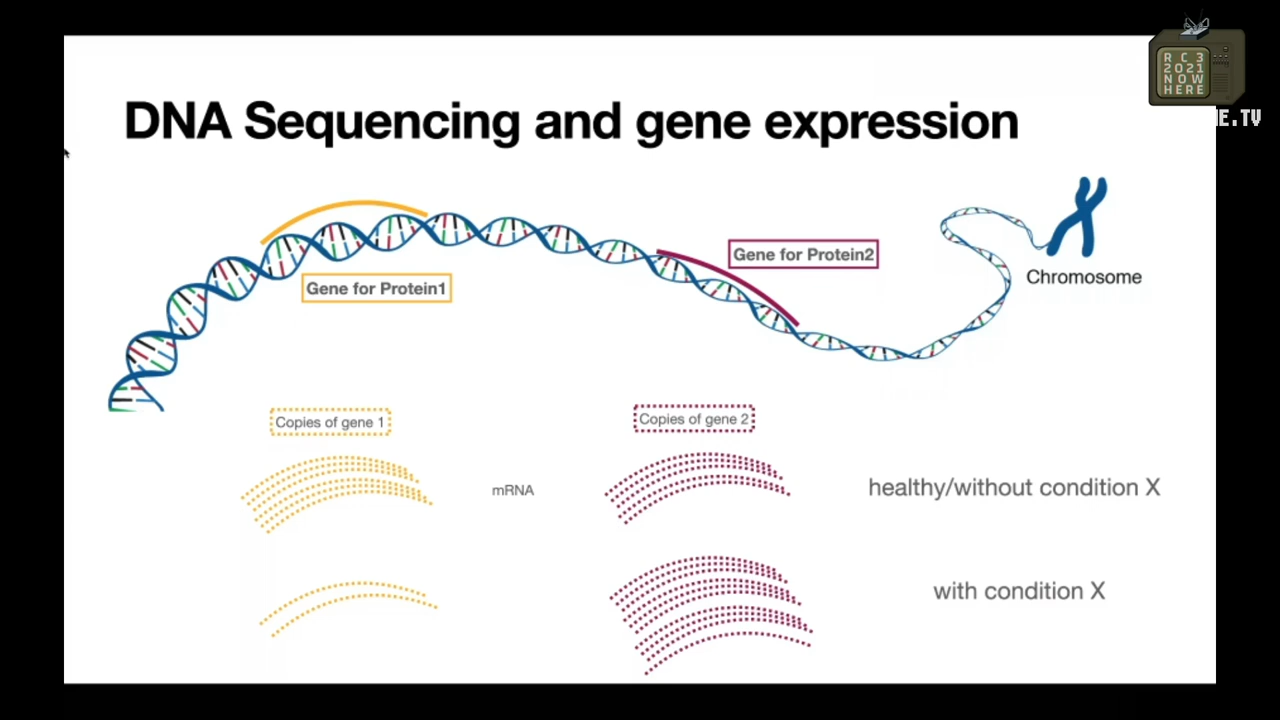 RC3
2021
NOW
HERE
E.TV
DNA Sequencing and gene expression
Gene for Protein2
Chromosome
Gene for Protein1
Copies of gene 1
Copies of gene 2
mRNA
healthy/without condition X
with condition X